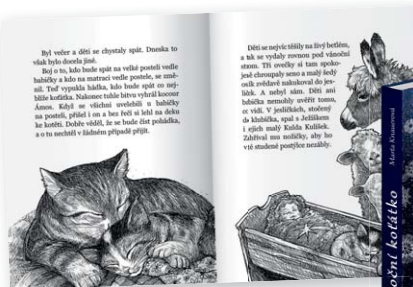 Byl večer a děti se chystaly spát. Dneska to
však bylo docela jiné.
Boj o to, kdo bude spát na velké posteli vedle
babičky a kdo na matraci vedle postele, se změ-
nil. Teď vypukla hádka, kdo bude spát co nej-
blíže koťátka. Nakonec tuhle bitvu vyhrál kocour
Ámos. Když se všichni uvelebili u babičky
na posteli, přišel i on a bez řečí si lehl na deku
ke kotěti. Dobře věděl, že se bude číst pohádka,
a o tu nechtěl v žádném případě přijít.
Děti se nejvíc těšily na živý betlém,
a tak se vydaly rovnou pod vánoční
strom. Tři ovečky si tam spoko-
jeně chroupaly seno a malý šedý
oslík zvědavě nakukoval do jes-
liček. A nebyl sám. Děti ani
babička nemohly uvěřit tomu,
co vidí. V jesličkách, stočený
do klubíčka, spal s Ježíškem
i jejich malý Kulda Kulíšek.
Zahříval mu nožičky, aby ho
v té studené postýlce nezábly.
Marta Knauerová
oční koťátko